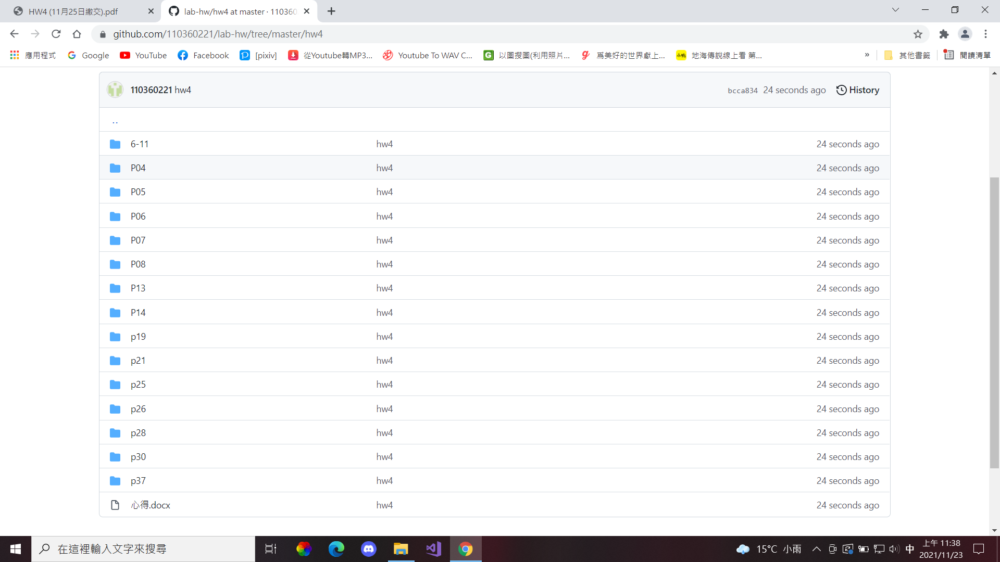 HW4 (11月25日繳交).pdf
lab-hw/hw4 at master · 110360
github.com/110360221/lab-hw/tree/master/hw4
應用程式 Google YouTube Facebook [pixiv] 從Youtube轉MP3... Youtube To WAV C... 以圖搜圖(利用照片... 為美好的世界獻上... 地海傳說線上看 第... » 其他書籤 閱讀清單
110360221 hw4 bcca834 24 seconds ago History
..
6-11 hw4 24 seconds ago
P04 hw4 24 seconds ago
P05 hw4 24 seconds ago
P06 hw4 24 seconds ago
P07 hw4 24 seconds ago
P08 hw4 24 seconds ago
P13 hw4 24 seconds ago
P14 hw4 24 seconds ago
p19 hw4 24 seconds ago
p21 hw4 24 seconds ago
p25 hw4 24 seconds ago
p26 hw4 24 seconds ago
p28 hw4 24 seconds ago
p30 hw4 24 seconds ago
p37 hw4 24 seconds ago
心得.docx hw4 24 seconds ago
在這裡輸入文字來搜尋 15°C 小雨 中 上午 11:38
2021/11/23